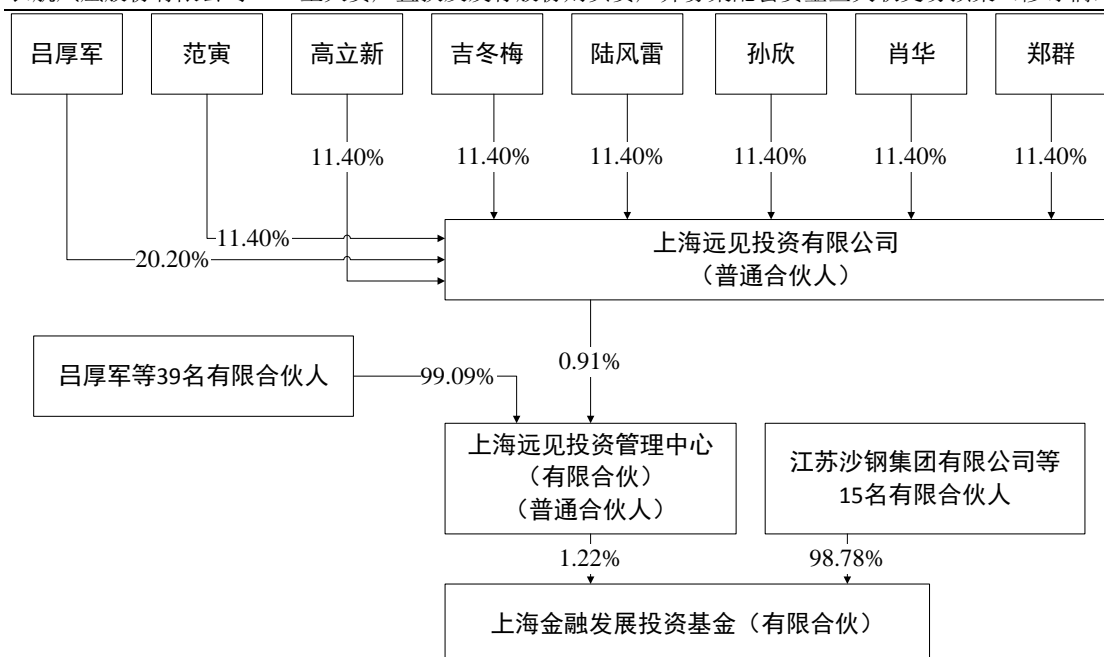 吕厚军
范寅
高立新
吉冬梅
陆风雷
孙欣
肖华
郑群
11.40%
11.40%
11.40%
11.40%
11.40%
11.40%
11.40%
20.20%
上海远见投资有限公司
（普通合伙人）
吕厚军等39名有限合伙人
99.09%
0.91%
上海远见投资管理中心
（有限合伙）
（普通合伙人）
江苏沙钢集团有限公司等
15名有限合伙人
1.22%
98.78%
上海金融发展投资基金（有限合伙）